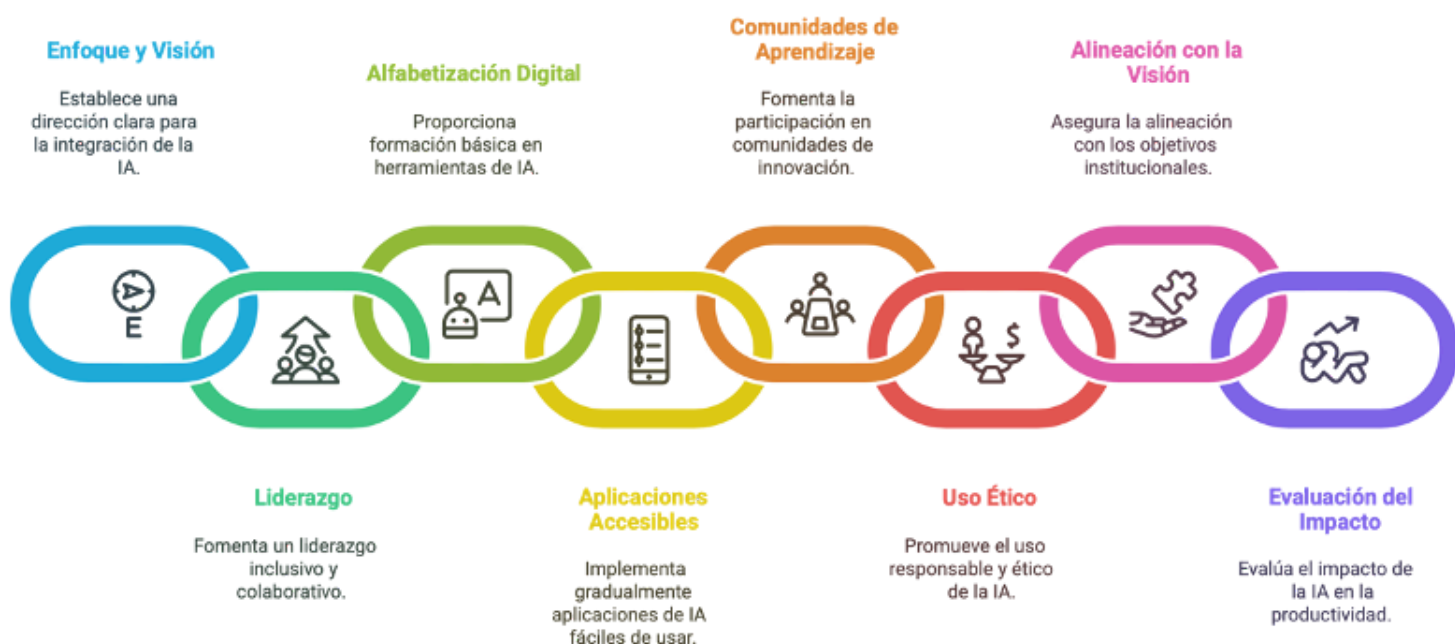 Enfoque y Visión
Establece una
dirección clara para
la integración de la
IA.
Alfabetización Digital
Proporciona
formación básica en
herramientas de IA.
Comunidades de
Aprendizaje
Fomenta la
participación en
comunidades de
innovación.
Alineación con la
Visión
Asegura la alineación
con los objetivos
institucionales.
E
A
$
Liderazgo
Fomenta un liderazgo
inclusivo y
colaborativo.
Aplicaciones
Accesibles
Implementa
gradualmente
aplicaciones de IA
fáciles de usar.
Uso Ético
Promueve el uso
responsable y ético
de la IA.
Evaluación del
Impacto
Evalúa el impacto de
la IA en la
productividad.